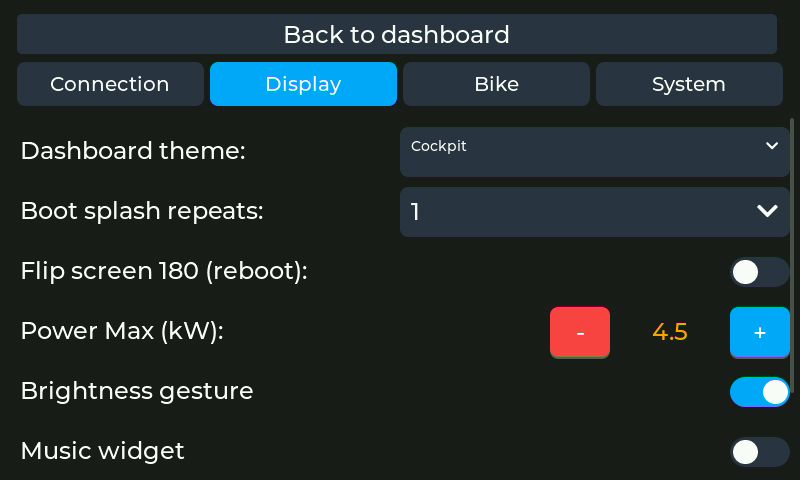 Back to dashboard
Connection Display Bike System
Dashboard theme: Cockpit
Boot splash repeats: 1
Flip screen 180 (reboot):
Power Max (kW): - 4.5 +
Brightness gesture
Music widget